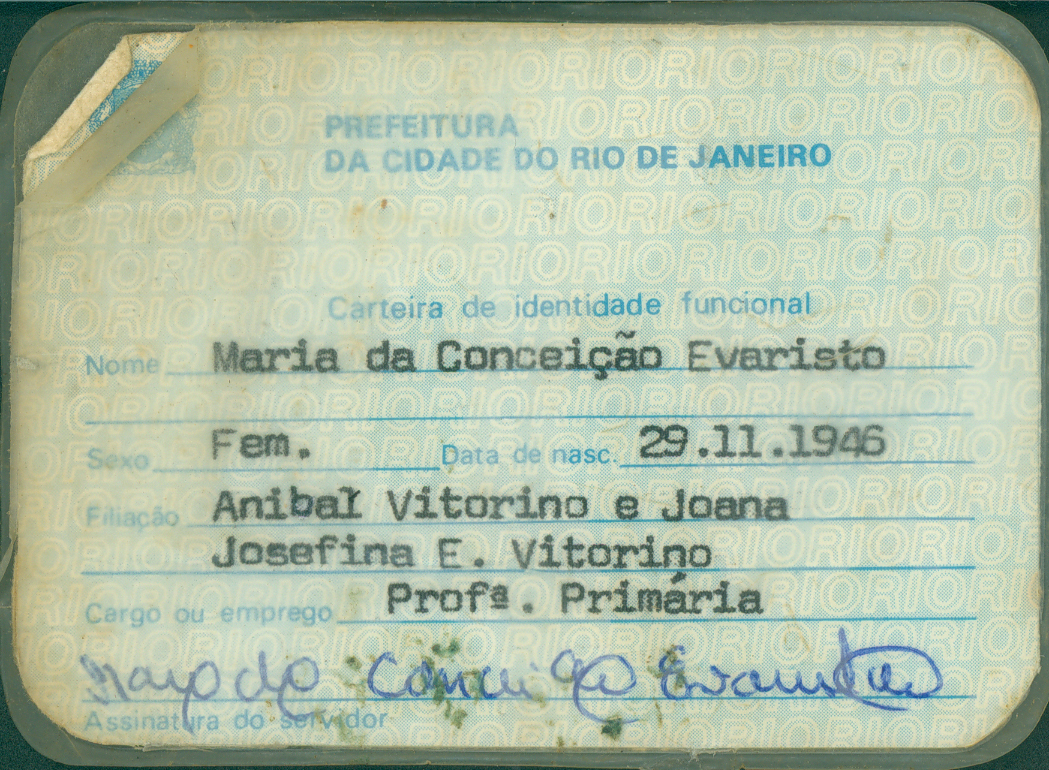 PREFEITURA
DA CIDADE DO RIO DE JANEIRO
Carteira de identidade funcional
Nome Maria da Conceição Evaristo
Sexo Fem. Data de nasc. 29.11.1946
Filiação Anibal Vitorino e Joana
Josefina E. Vitorino
Cargo ou emprego Profª. Primária
Maria da Conceição Evaristo
Assinatura do servidor